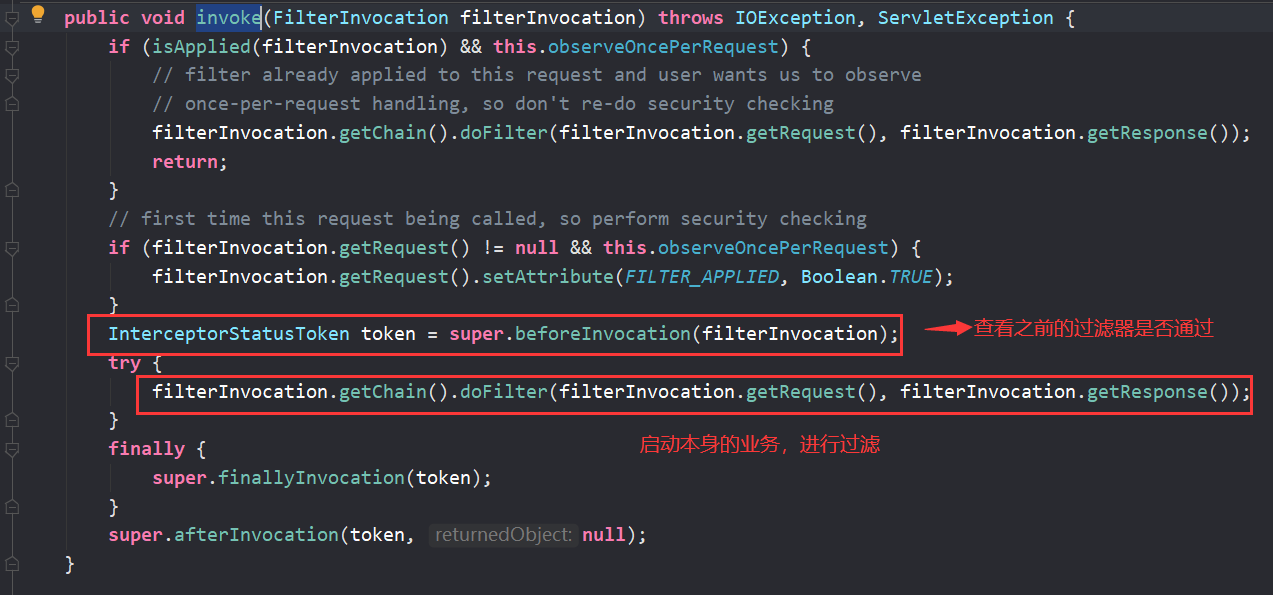 public void invoke(FilterInvocation filterInvocation) throws IOException, ServletException {
if (isApplied(filterInvocation) && this.observeOncePerRequest) {
// filter already applied to this request and user wants us to observe
// once-per-request handling, so don't re-do security checking
filterInvocation.getChain().doFilter(filterInvocation.getRequest(), filterInvocation.getResponse());
return;
}
// first time this request being called, so perform security checking
if (filterInvocation.getRequest() != null && this.observeOncePerRequest) {
filterInvocation.getRequest().setAttribute(FILTER_APPLIED, Boolean.TRUE);
}
InterceptorStatusToken token = super.beforeInvocation(filterInvocation); 查看之前的过滤器是否通过
try {
filterInvocation.getChain().doFilter(filterInvocation.getRequest(), filterInvocation.getResponse());
}
启动本身的业务，进行过滤
finally {
super.finallyInvocation(token);
}
super.afterInvocation(token, returnedObject: null);
}